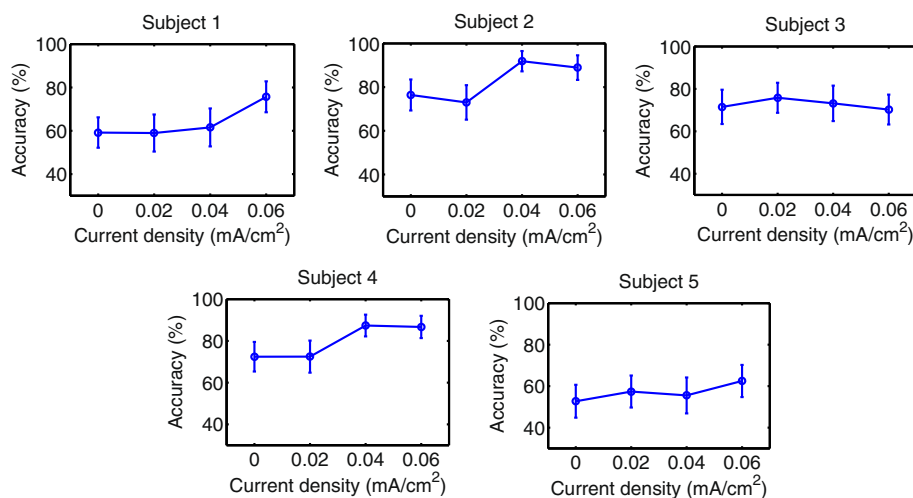 Subject 1
Accuracy (%)
100
80
60
40
0 0.02 0.04 0.06
Current density (mA/cm²)
Subject 2
Accuracy (%)
100
80
60
40
0 0.02 0.04 0.06
Current density (mA/cm²)
Subject 3
Accuracy (%)
100
80
60
40
0 0.02 0.04 0.06
Current density (mA/cm²)
Subject 4
Accuracy (%)
100
80
60
40
0 0.02 0.04 0.06
Current density (mA/cm²)
Subject 5
Accuracy (%)
100
80
60
40
0 0.02 0.04 0.06
Current density (mA/cm²)